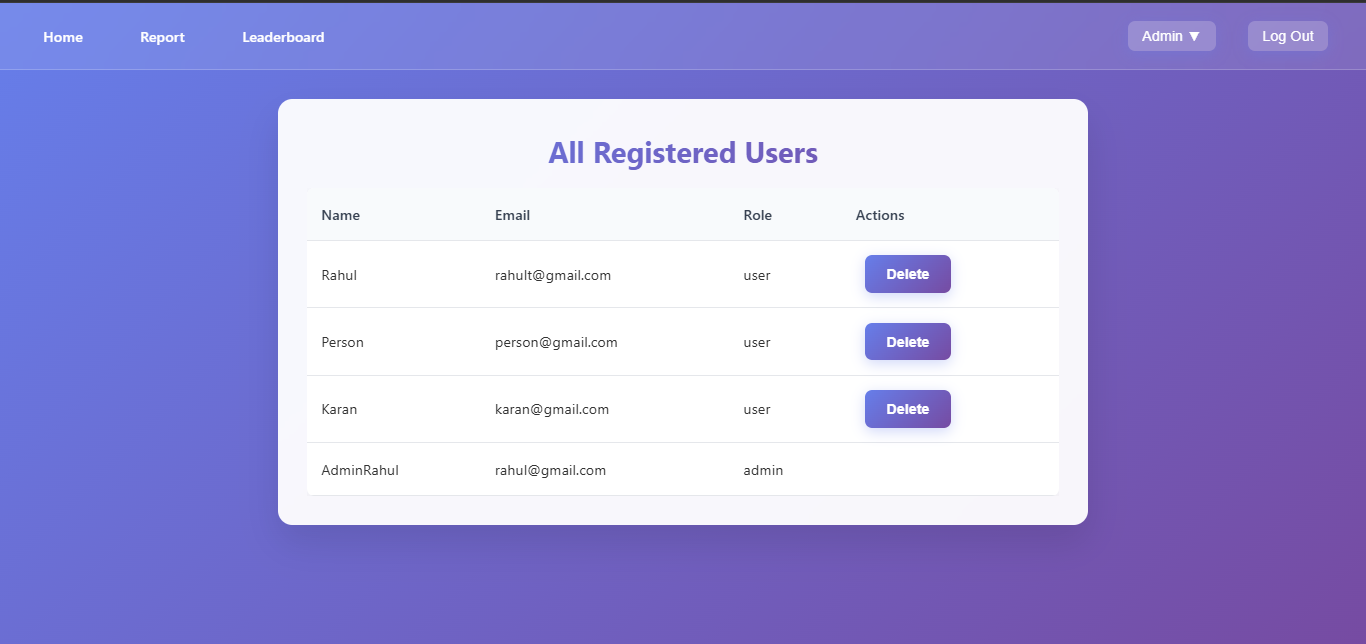 Home Report Leaderboard Admin ▼ Log Out
All Registered Users
Name Email Role Actions
Rahul rahult@gmail.com user Delete
Person person@gmail.com user Delete
Karan karan@gmail.com user Delete
AdminRahul rahul@gmail.com admin